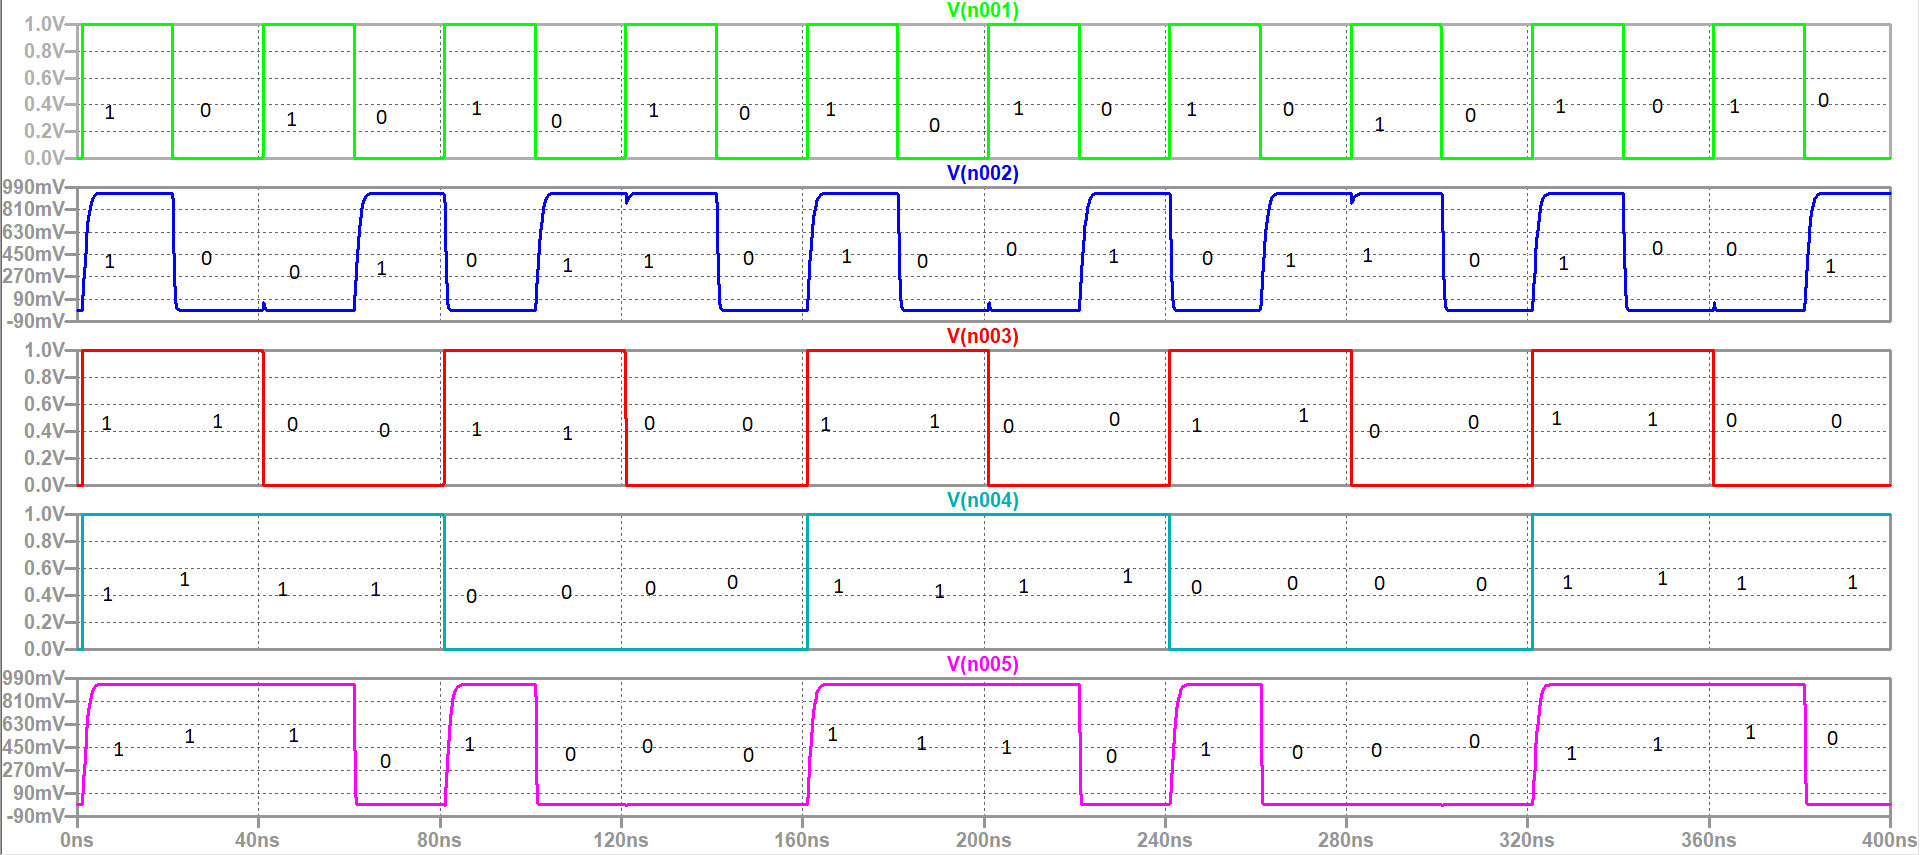 V(n001)
1.0V
0.8V
0.6V
0.4V
0.2V
0.0V
1 0 1 0 1 0 1 0 1 0 1 0 1 0 1 0 1 0 1 0
V(n002)
990mV
810mV
630mV
450mV
270mV
90mV
-90mV
1 0 0 1 0 1 1 0 1 0 0 1 0 1 1 0 1 0 0 1
V(n003)
1.0V
0.8V
0.6V
0.4V
0.2V
0.0V
1 1 0 0 1 1 0 0 1 1 0 0 1 1 0 0 1 1 0 0
V(n004)
1.0V
0.8V
0.6V
0.4V
0.2V
0.0V
1 1 1 1 0 0 0 0 1 1 1 1 0 0 0 0 1 1 1 1
V(n005)
990mV
810mV
630mV
450mV
270mV
90mV
-90mV
1 1 1 0 1 0 0 0 1 1 1 0 1 0 0 0 1 1 1 0
0ns 40ns 80ns 120ns 160ns 200ns 240ns 280ns 320ns 360ns 400ns